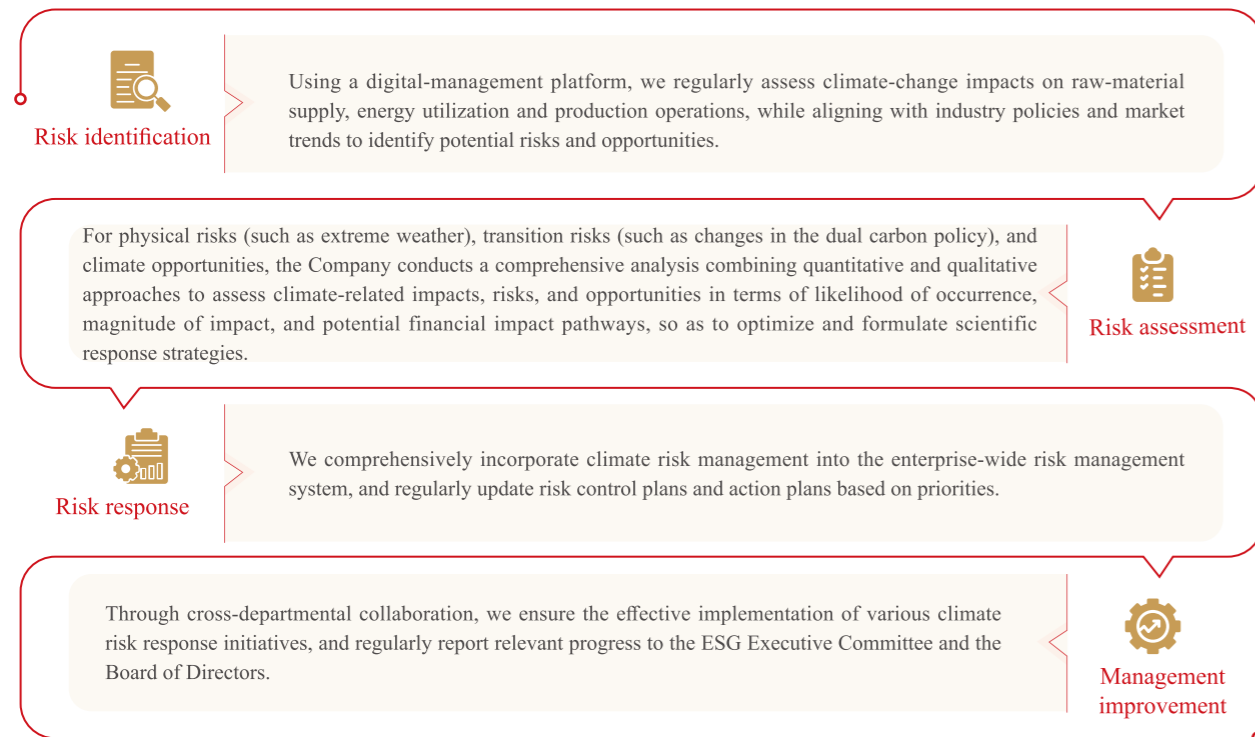 Risk identification
Using a digital-management platform, we regularly assess climate-change impacts on raw-material
supply, energy utilization and production operations, while aligning with industry policies and market
trends to identify potential risks and opportunities.
For physical risks (such as extreme weather), transition risks (such as changes in the dual carbon policy), and
climate opportunities, the Company conducts a comprehensive analysis combining quantitative and qualitative
approaches to assess climate-related impacts, risks, and opportunities in terms of likelihood of occurrence,
magnitude of impact, and potential financial impact pathways, so as to optimize and formulate scientific
response strategies.
Risk assessment
Risk response
We comprehensively incorporate climate risk management into the enterprise-wide risk management
system, and regularly update risk control plans and action plans based on priorities.
Through cross-departmental collaboration, we ensure the effective implementation of various climate
risk response initiatives, and regularly report relevant progress to the ESG Executive Committee and the
Board of Directors.
Management
improvement